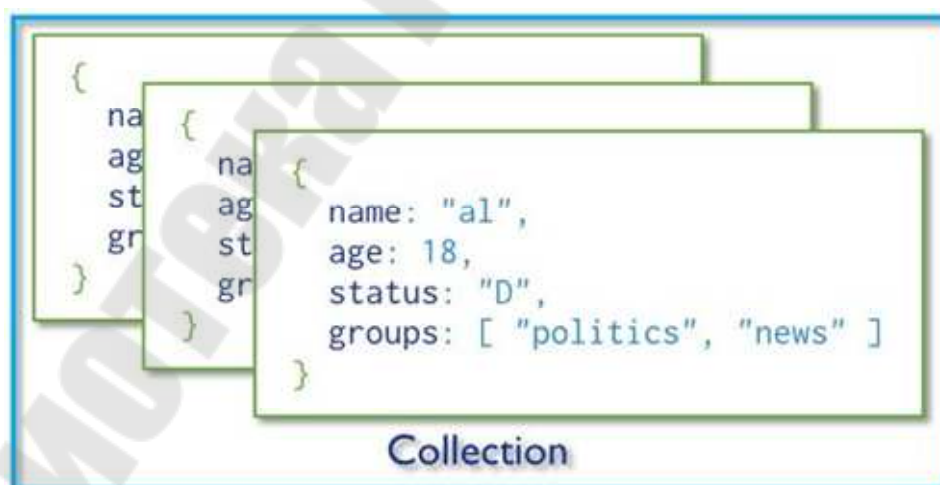 {
na
ag
st
gr
}
{
na
ag
st
gr
}
{
name: "al",
age: 18,
status: "D",
groups: [ "politics", "news" ]
}
Collection